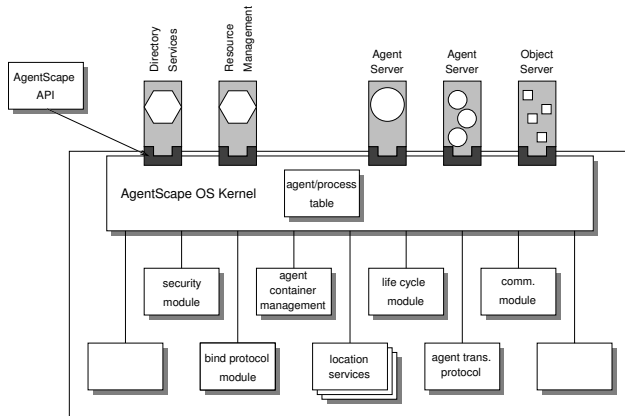 Directory
Services
Resource
Management
Agent
Server
Agent
Server
Object
Server
AgentScape
API
AgentScape OS Kernel
agent/process
table
security
module
agent
container
management
life cycle
module
comm.
module
bind protocol
module
location
services
agent trans.
protocol